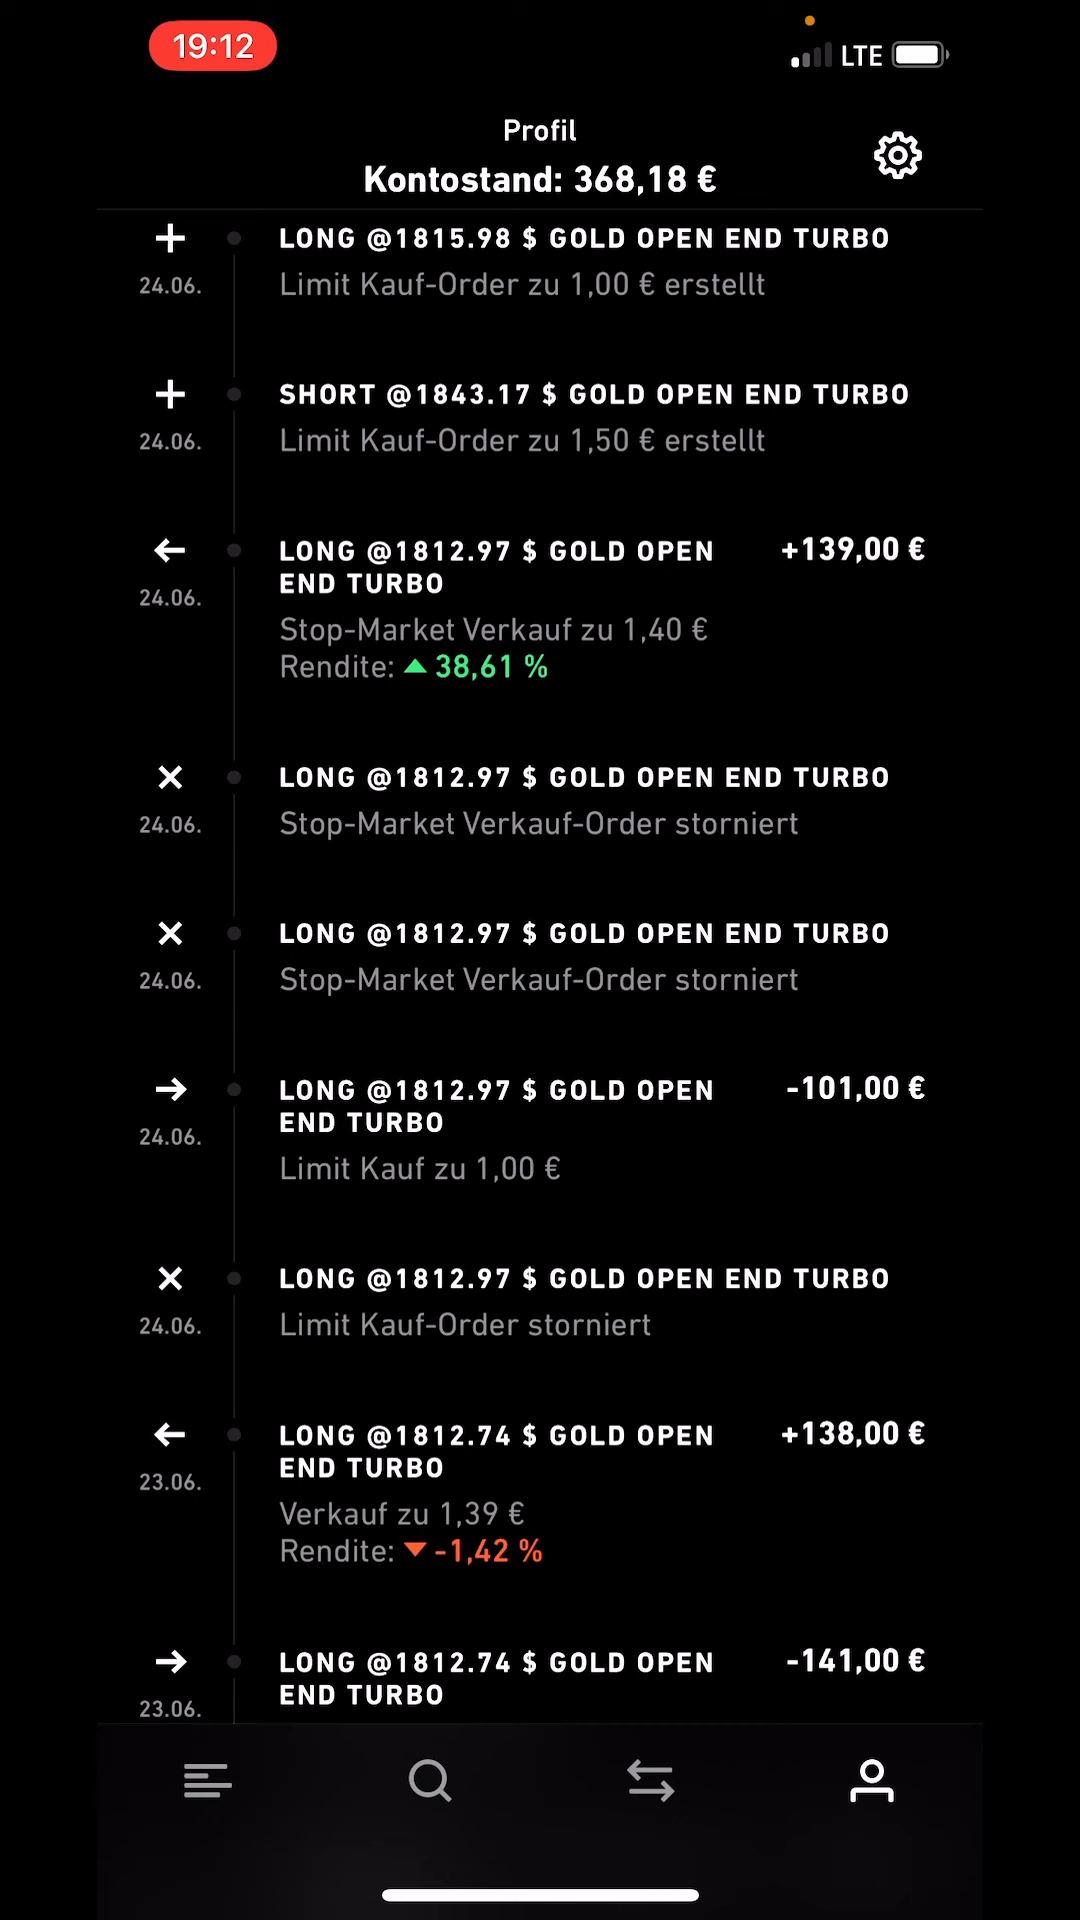 19:12
LTE
Profil
Kontostand: 368,18 €
LONG @1815.98 $ GOLD OPEN END TURBO
24.06.
Limit Kauf-Order zu 1,00 € erstellt
SHORT @1843.17 $ GOLD OPEN END TURBO
24.06.
Limit Kauf-Order zu 1,50 € erstellt
LONG @1812.97 $ GOLD OPEN
+139,00 €
END TURBO
24.06.
Stop-Market Verkauf zu 1,40 €
Rendite: ▲ 38,61 %
LONG @1812.97 $ GOLD OPEN END TURBO
24.06.
Stop-Market Verkauf-Order storniert
LONG @1812.97 $ GOLD OPEN END TURBO
24.06.
Stop-Market Verkauf-Order storniert
LONG @1812.97 $ GOLD OPEN
-101,00 €
END TURBO
24.06.
Limit Kauf zu 1,00 €
LONG @1812.97 $ GOLD OPEN END TURBO
24.06.
Limit Kauf-Order storniert
LONG @1812.74 $ GOLD OPEN
+138,00 €
END TURBO
23.06.
Verkauf zu 1,39 €
Rendite: ▼ -1,42 %
LONG @1812.74 $ GOLD OPEN
-141,00 €
END TURBO
23.06.